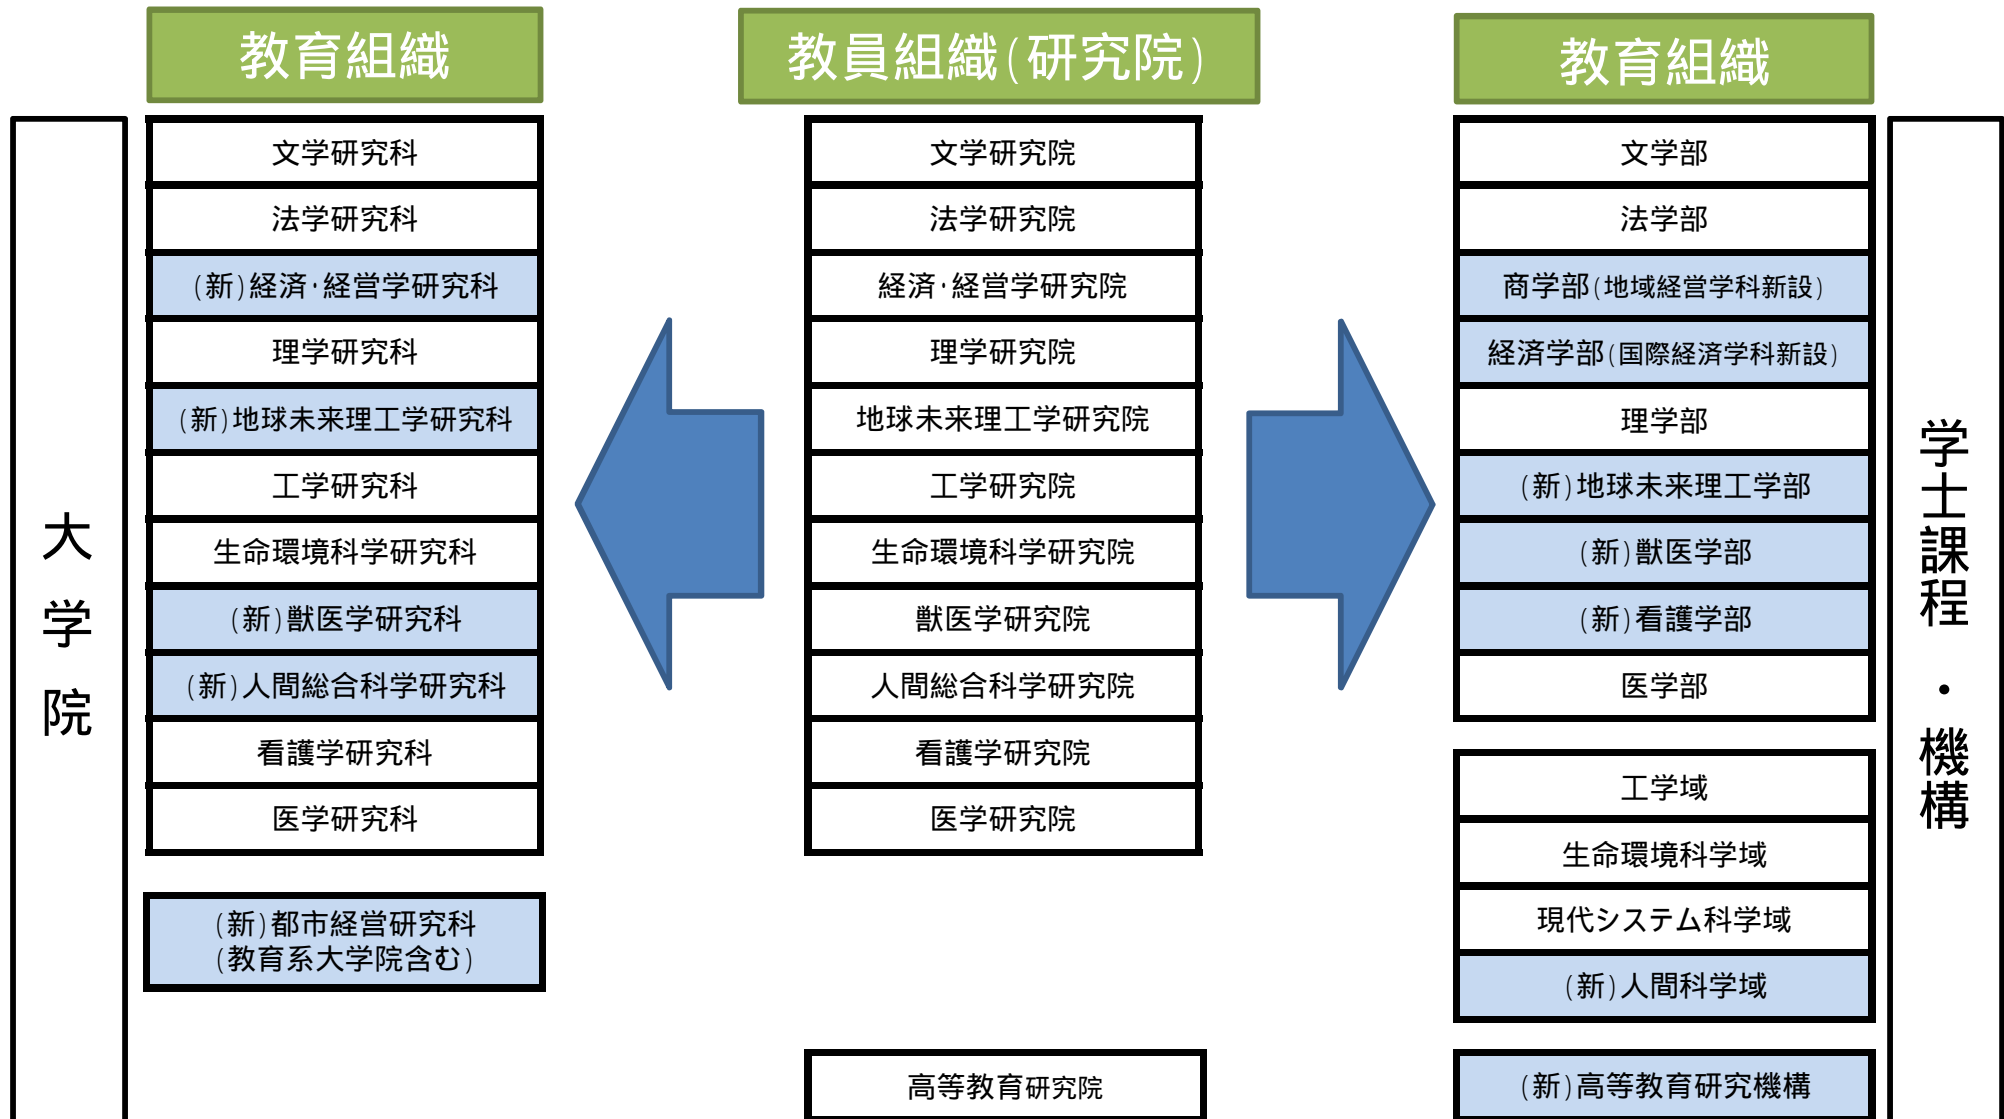 教育組織
教員組織(研究院)
教育組織
大学院
文学研究科
法学研究科
(新)経済・経営学研究科
理学研究科
(新)地球未来理工学研究科
工学研究科
生命環境科学研究科
(新)獣医学研究科
(新)人間総合科学研究科
看護学研究科
医学研究科
(新)都市経営研究科
(教育系大学院含む)
文学研究院
法学研究院
経済・経営学研究院
理学研究院
地球未来理工学研究院
工学研究院
生命環境科学研究院
獣医学研究院
人間総合科学研究院
看護学研究院
医学研究院
高等教育研究院
文学部
法学部
商学部(地域経営学科新設)
経済学部(国際経済学科新設)
理学部
(新)地球未来理工学部
(新)獣医学部
(新)看護学部
医学部
工学域
生命環境科学域
現代システム科学域
(新)人間科学域
(新)高等教育研究機構
学士課程・機構